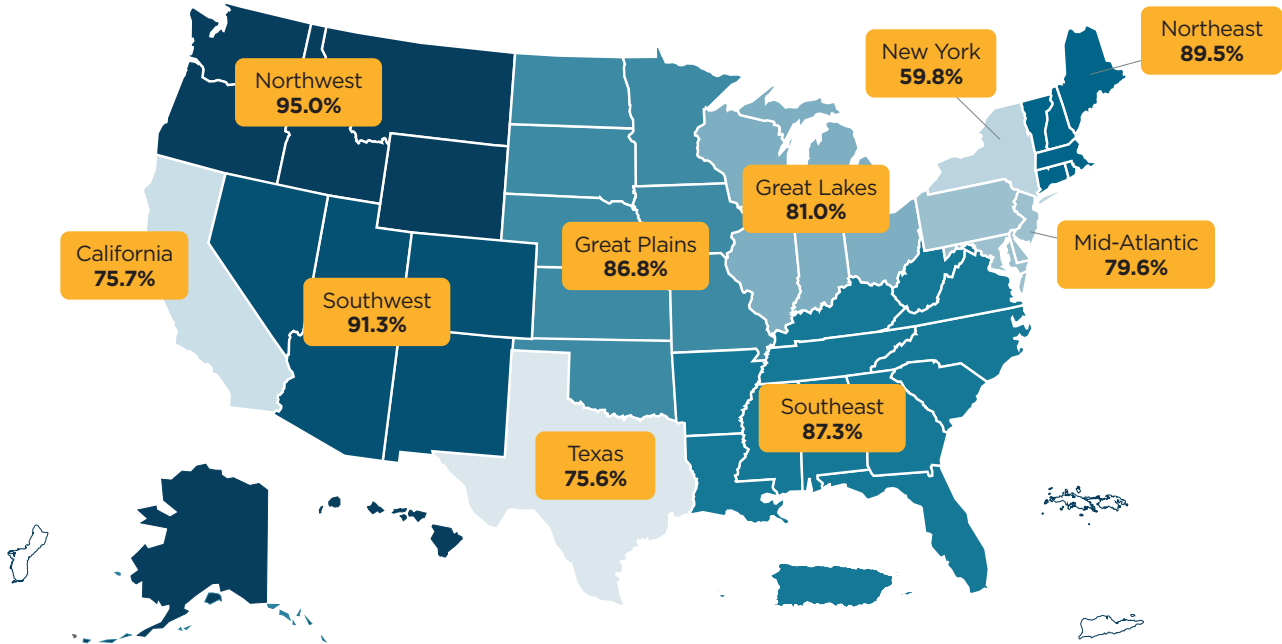 Northeast
89.5%
New York
59.8%
Northwest
95.0%
Great Lakes
81.0%
California
75.7%
Great Plains
86.8%
Mid-Atlantic
79.6%
Southwest
91.3%
Southeast
87.3%
Texas
75.6%